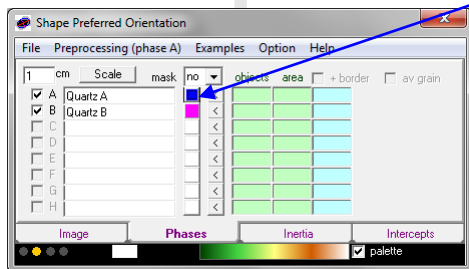 Shape Preferred Orientation
File Preprocessing (phase A) Examples Option Help
1 cm Scale mask no objects area + border av grain
A Quartz A <
B Quartz B <
C <
D <
E <
F <
G <
H <
Image Phases Inertia Intercepts
palette